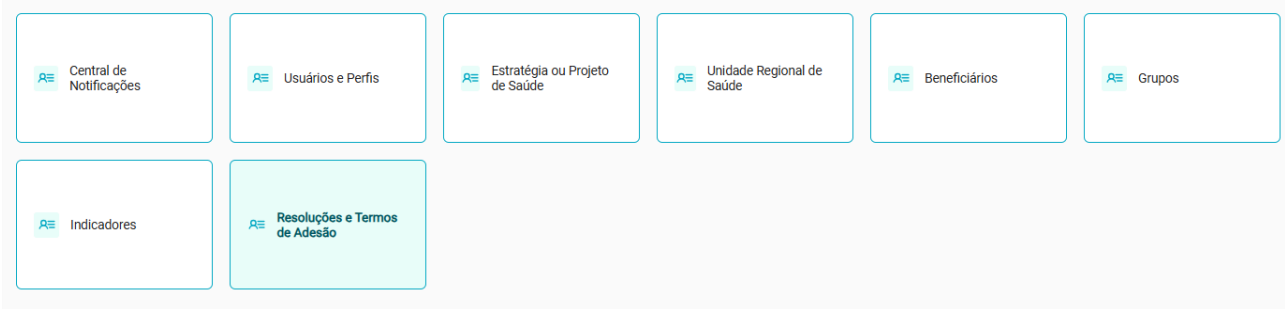 Central de
Notificações
Usuários e Perfis
Estratégia ou Projeto
de Saúde
Unidade Regional de
Saúde
Beneficiários
Grupos
Indicadores
Resoluções e Termos
de Adesão